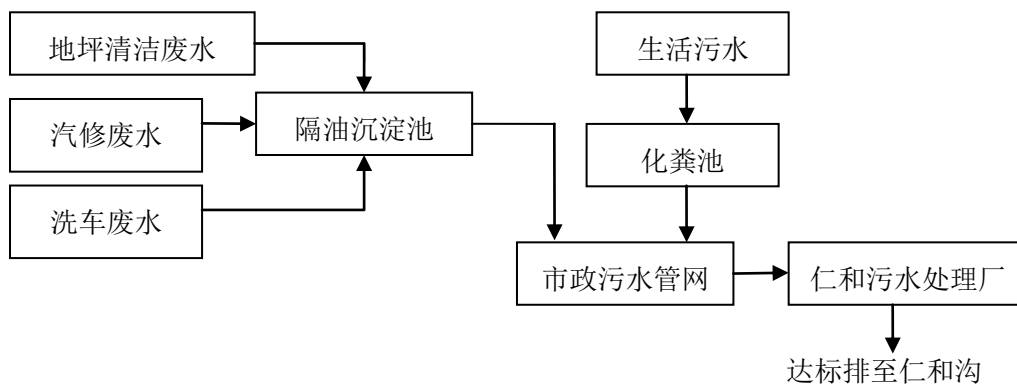 地坪清洁废水
生活污水
汽修废水
隔油沉淀池
化粪池
洗车废水
市政污水管网
仁和污水处理厂
达标排至仁和沟